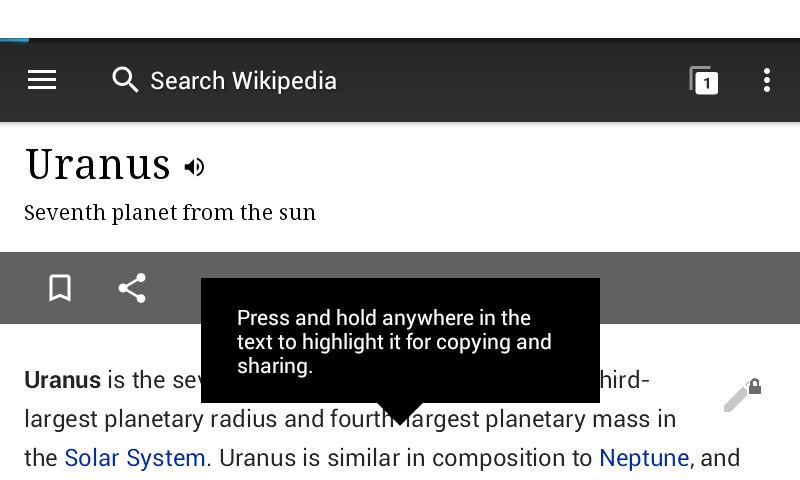 Search Wikipedia
1
Uranus
Seventh planet from the sun
Press and hold anywhere in the
text to highlight it for copying and
sharing.
Uranus is the hird-
largest planetary radius and fourth largest planetary mass in
the Solar System. Uranus is similar in composition to Neptune, and